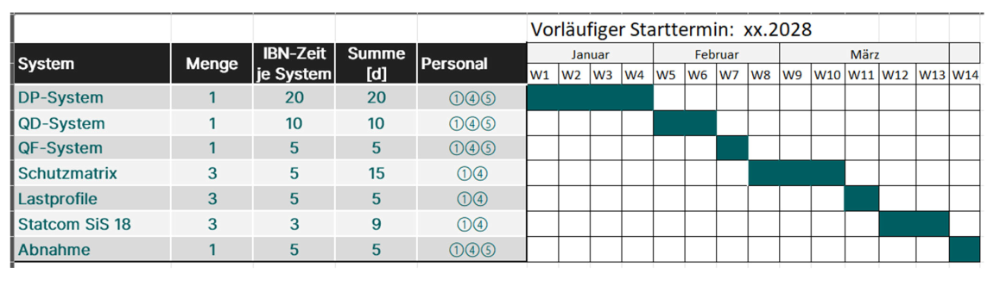 Vorläufiger Starttermin: xx.2028
System Menge IBN-Zeit je System Summe [d] Personal Januar Februar März
W1 W2 W3 W4 W5 W6 W7 W8 W9 W10 W11 W12 W13 W14
DP-System 1 20 20 ①④⑤
QD-System 1 10 10 ①④⑤
QF-System 1 5 5 ①④⑤
Schutzmatrix 3 5 15 ①④
Lastprofile 3 5 5 ①④
Statcom SiS 18 3 3 9 ①④
Abnahme 1 5 5 ①④⑤